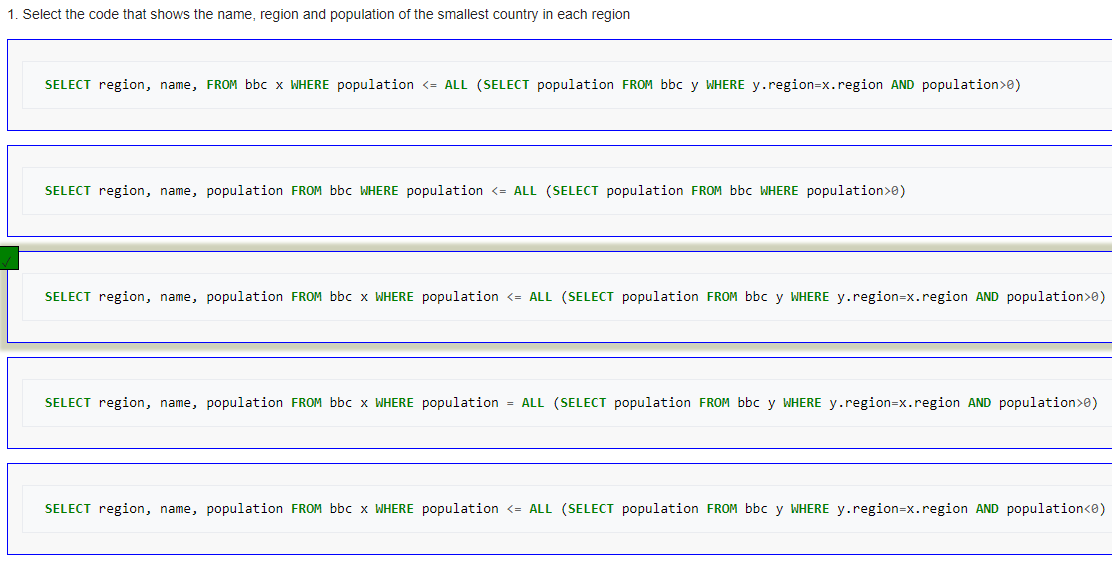 1. Select the code that shows the name, region and population of the smallest country in each region
SELECT region, name, FROM bbc x WHERE population <= ALL (SELECT population FROM bbc y WHERE y.region=x.region AND population>0)
SELECT region, name, population FROM bbc WHERE population <= ALL (SELECT population FROM bbc WHERE population>0)
SELECT region, name, population FROM bbc x WHERE population <= ALL (SELECT population FROM bbc y WHERE y.region=x.region AND population>0)
SELECT region, name, population FROM bbc x WHERE population = ALL (SELECT population FROM bbc y WHERE y.region=x.region AND population>0)
SELECT region, name, population FROM bbc x WHERE population <= ALL (SELECT population FROM bbc y WHERE y.region=x.region AND population<0)